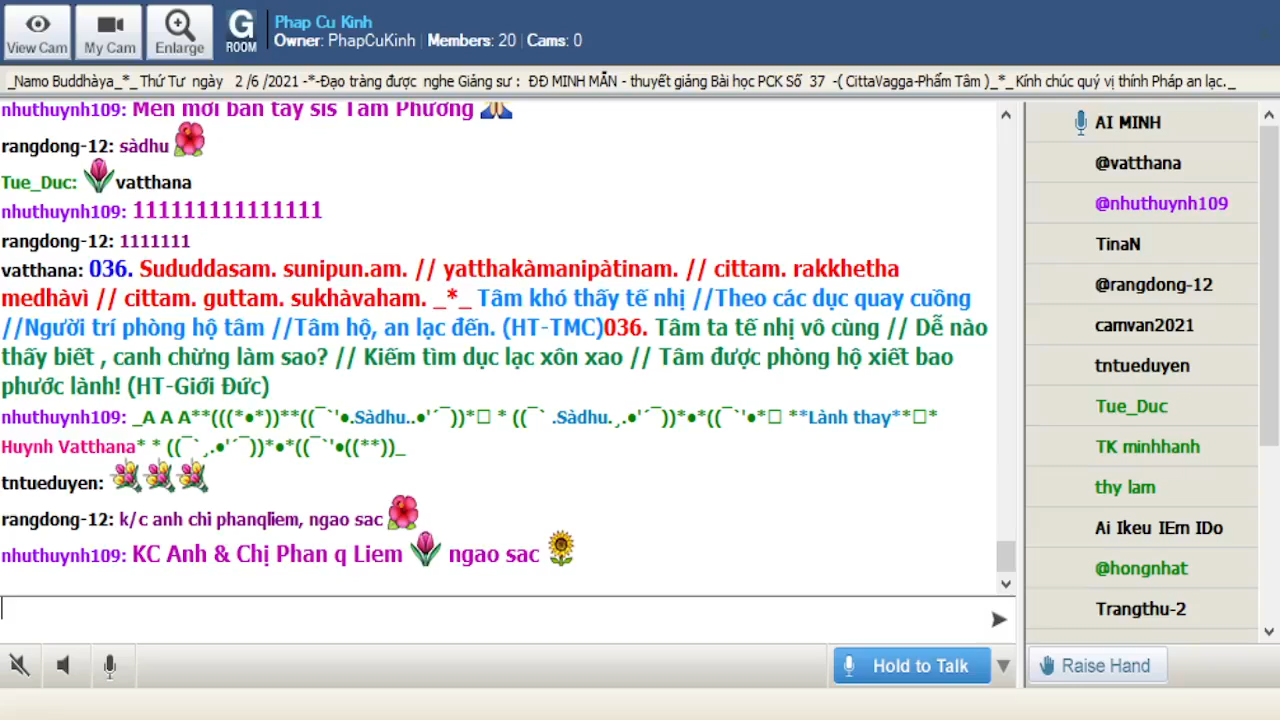 View Cam
My Cam
Enlarge
G
ROOM
Phap Cu Kinh
Owner: PhapCuKinh | Members: 20 | Cams: 0
_Namo Buddhàya_*_ Thứ Tư ngày 2 /6 /2021 -*-Đạo tràng được nghe Giảng sư : ĐĐ MINH MẪN - thuyết giảng Bài học PCK Số 37 -( CittaVagga-Phẩm Tâm )_*_Kính chúc quý vị thính Pháp an lạc._
nhuthuynh109: Mến mời bàn tay sis Tâm Phương
rangdong-12: sàdhu
Tue_Duc: vatthana
nhuthuynh109: 111111111111111
rangdong-12: 1111111
vatthana: 036. Sududdasam. sunipun.am. // yatthakàmanipàtinam. // cittam. rakkhetha
medhàvì // cittam. guttam. sukhàvaham. _*_ Tâm khó thấy tế nhị //Theo các dục quay cuồng
//Người trí phòng hộ tâm //Tâm hộ, an lạc đến. (HT-TMC)036. Tâm ta tế nhị vô cùng // Dễ nào
thấy biết , canh chừng làm sao? // Kiếm tìm dục lạc xôn xao // Tâm được phòng hộ xiết bao
phước lành! (HT-Giới Đức)
nhuthuynh109: _A A A**(((*●*))**((¯`'●.Sàdhu..●'´¯))*□ * ((¯` .Sàdhu.¸.●'´¯))*●*((¯`'●*□ **Lành thay**□*
Huynh Vatthana* * ((¯`¸.●'´¯))*●*((¯`'●((**))_
tntueduyen:
rangdong-12: k/c anh chi phanqliem, ngao sac
nhuthuynh109: KC Anh & Chị Phan q Liem ngao sac
Hold to Talk
AI MINH
@vatthana
@nhuthuynh109
TinaN
@rangdong-12
camvan2021
tntueduyen
Tue_Duc
TK minhhanh
thy lam
Ai lkeu IEm IDo
@hongnhat
Trangthu-2
Raise Hand